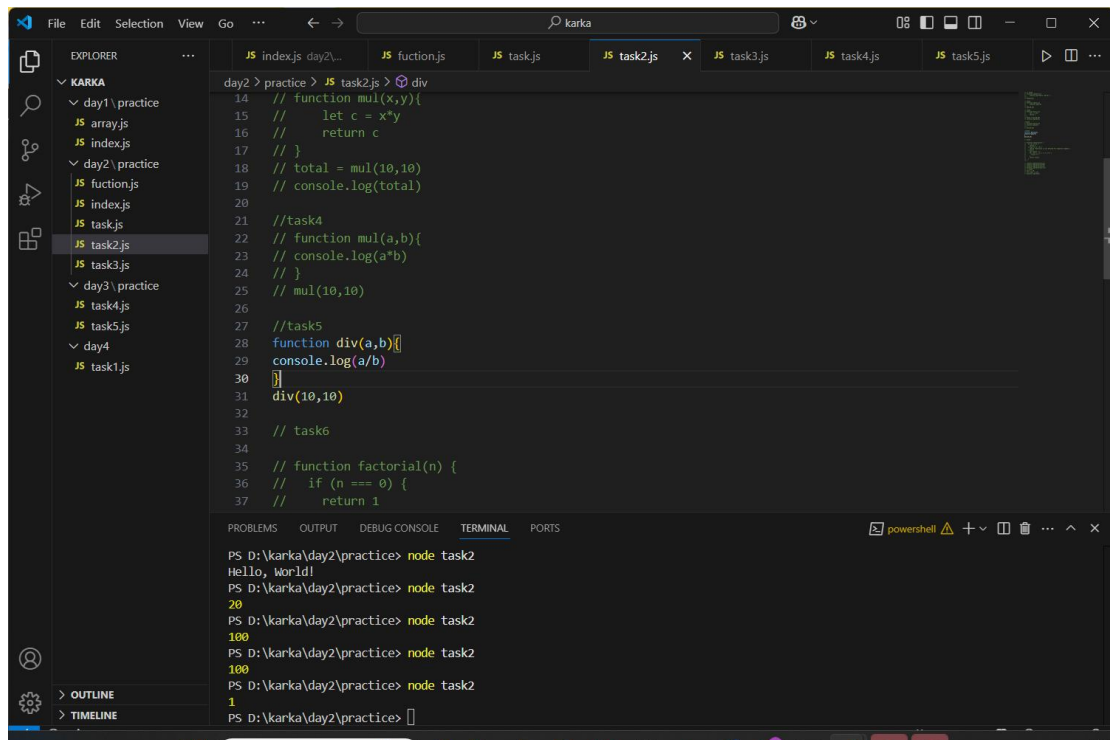 File Edit Selection View Go ··· ← → karka
EXPLORER ···
KARKA
day1 \ practice
JS array.js
JS index.js
day2 \ practice
JS fuction.js
JS index.js
JS task.js
JS task2.js
JS task3.js
day3 \ practice
JS task4.js
JS task5.js
day4
JS task1.js
OUTLINE
TIMELINE
JS index.js day2\... JS fuction.js JS task.js JS task2.js × JS task3.js JS task4.js JS task5.js ···
day2 > practice > JS task2.js > div
14 // function mul(x,y){
15 // let c = x*y
16 // return c
17 // }
18 // total = mul(10,10)
19 // console.log(total)
20
21 //task4
22 // function mul(a,b){
23 // console.log(a*b)
24 // }
25 // mul(10,10)
26
27 //task5
28 function div(a,b){
29 console.log(a/b)
30 }
31 div(10,10)
32
33 // task6
34
35 // function factorial(n) {
36 // if (n === 0) {
37 // return 1
PROBLEMS OUTPUT DEBUG CONSOLE TERMINAL PORTS powershell
PS D:\karka\day2\practice> node task2
Hello, World!
PS D:\karka\day2\practice> node task2
20
PS D:\karka\day2\practice> node task2
100
PS D:\karka\day2\practice> node task2
100
PS D:\karka\day2\practice> node task2
1
PS D:\karka\day2\practice>